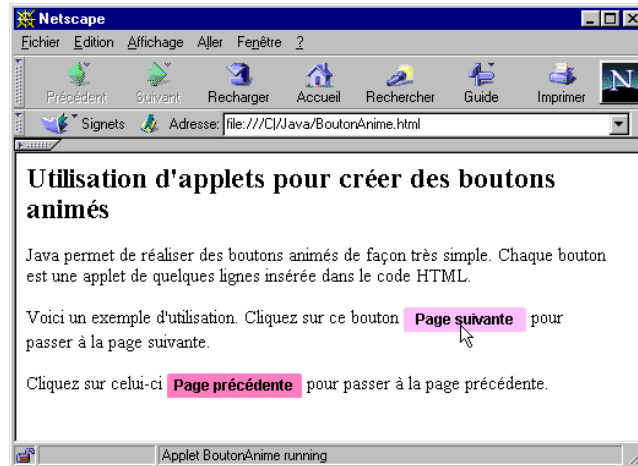 Netscape
Fichier Edition Affichage Aller Fenêtre ?
Précédent Suivant Recharger Accueil Rechercher Guide Imprimer N
Signets Adresse: file:///C|/Java/BoutonAnime.html
Utilisation d'applets pour créer des boutons
animés
Java permet de réaliser des boutons animés de façon très simple. Chaque bouton
est une applet de quelques lignes insérée dans le code HTML.
Voici un exemple d'utilisation. Cliquez sur ce bouton Page suivante pour
passer à la page suivante.
Cliquez sur celui-ci Page précédente pour passer à la page précédente.
Applet BoutonAnime running